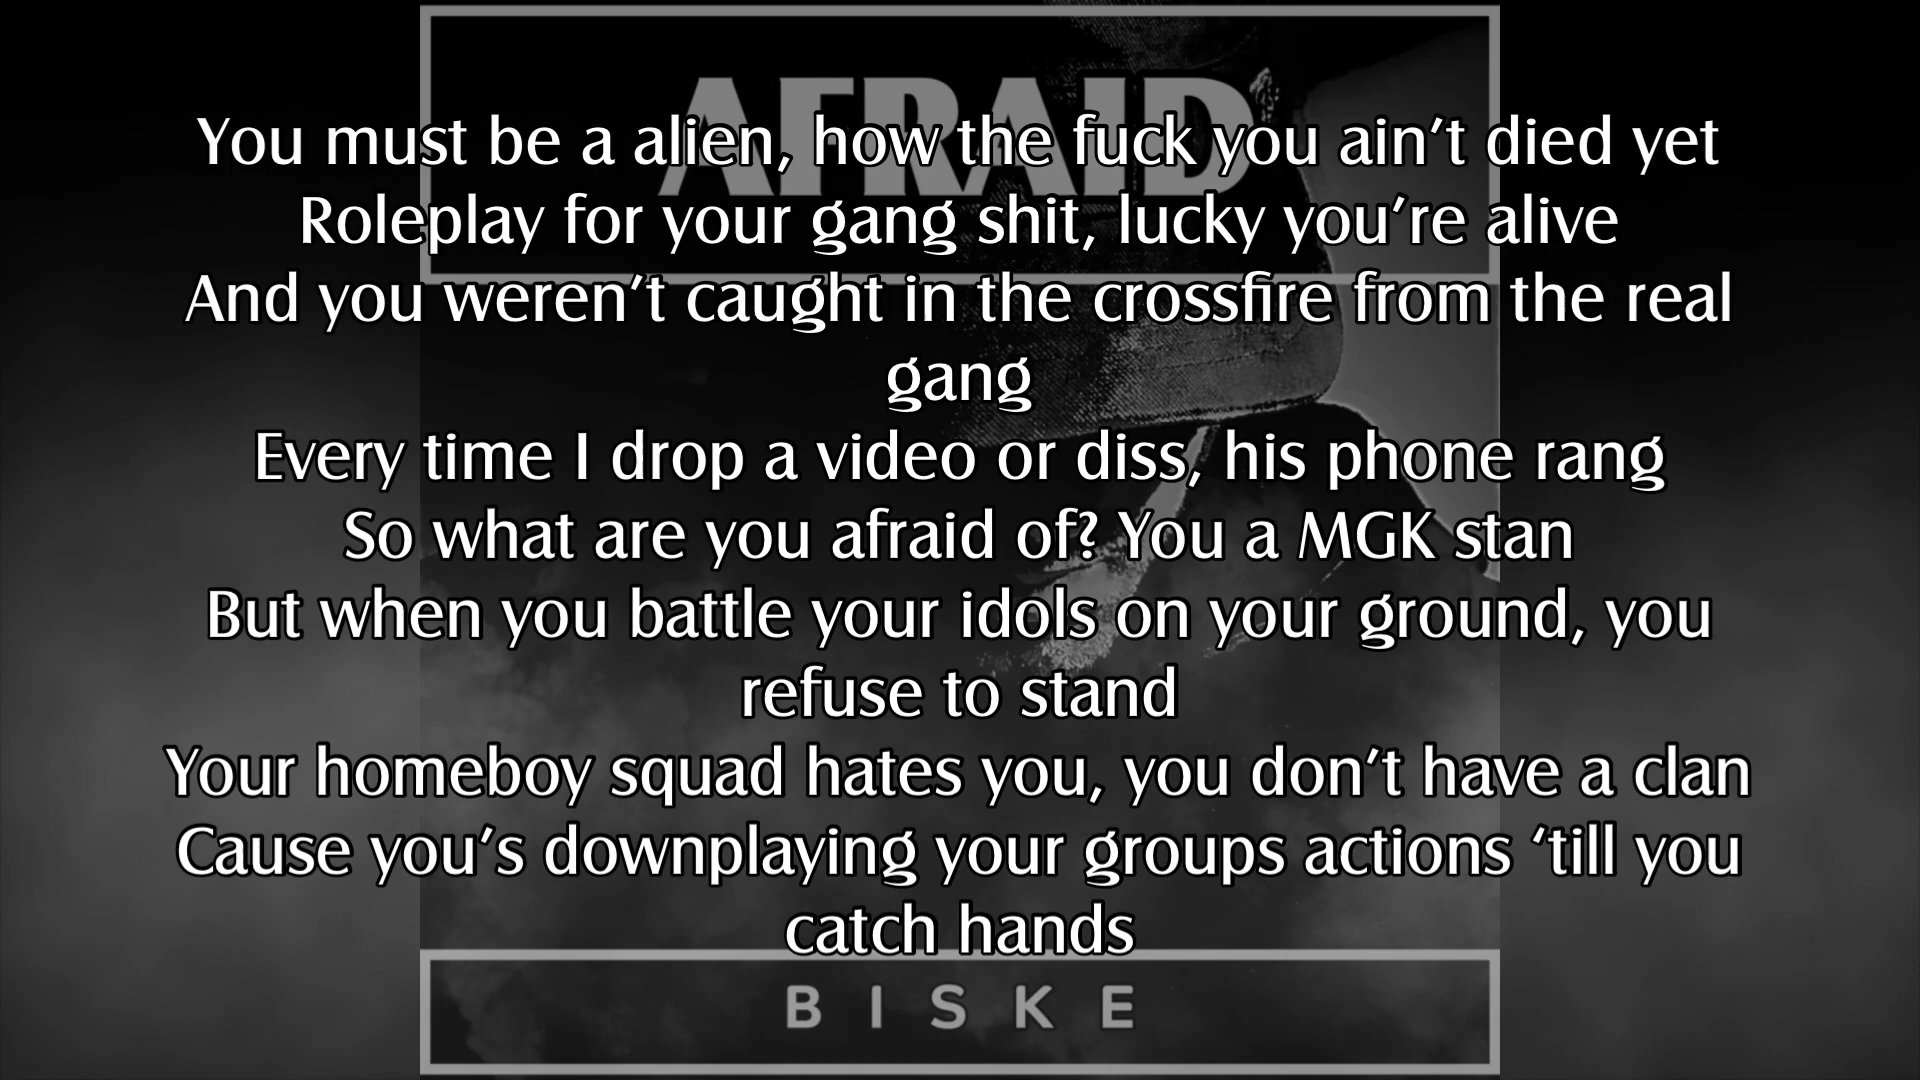 AFRAID
You must be a alien, how the fuck you ain’t died yet
Roleplay for your gang shit, lucky you’re alive
And you weren’t caught in the crossfire from the real
gang
Every time I drop a video or diss, his phone rang
So what are you afraid of? You a MGK stan
But when you battle your idols on your ground, you
refuse to stand
Your homeboy squad hates you, you don’t have a clan
Cause you’s downplaying your groups actions ‘till you
catch hands
BISKE